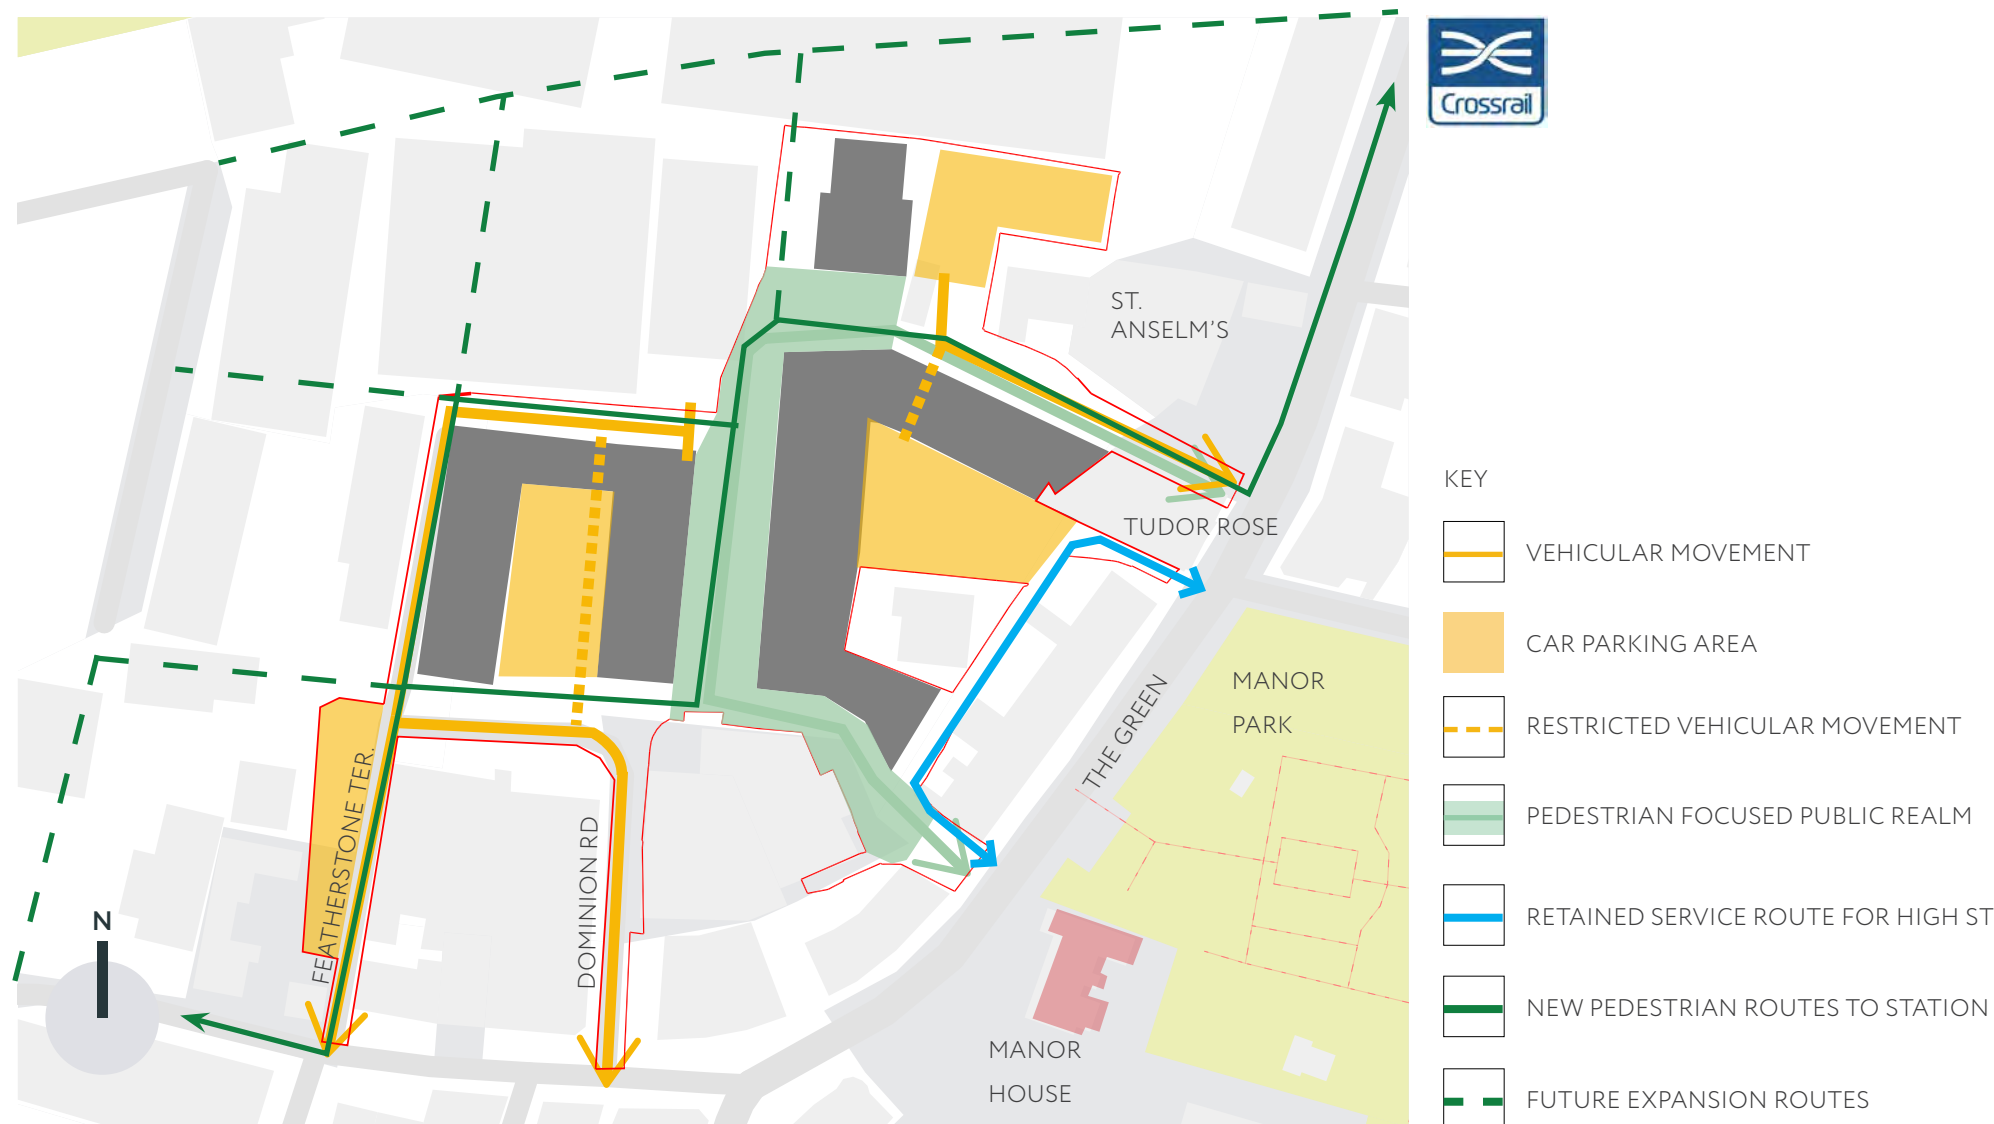 Crossrail
ST.
ANSELM'S
TUDOR ROSE
THE GREEN
MANOR
PARK
FEATHERSTONE TER.
DOMINION RD
N
MANOR
HOUSE
KEY
VEHICULAR MOVEMENT
CAR PARKING AREA
RESTRICTED VEHICULAR MOVEMENT
PEDESTRIAN FOCUSED PUBLIC REALM
RETAINED SERVICE ROUTE FOR HIGH ST
NEW PEDESTRIAN ROUTES TO STATION
FUTURE EXPANSION ROUTES